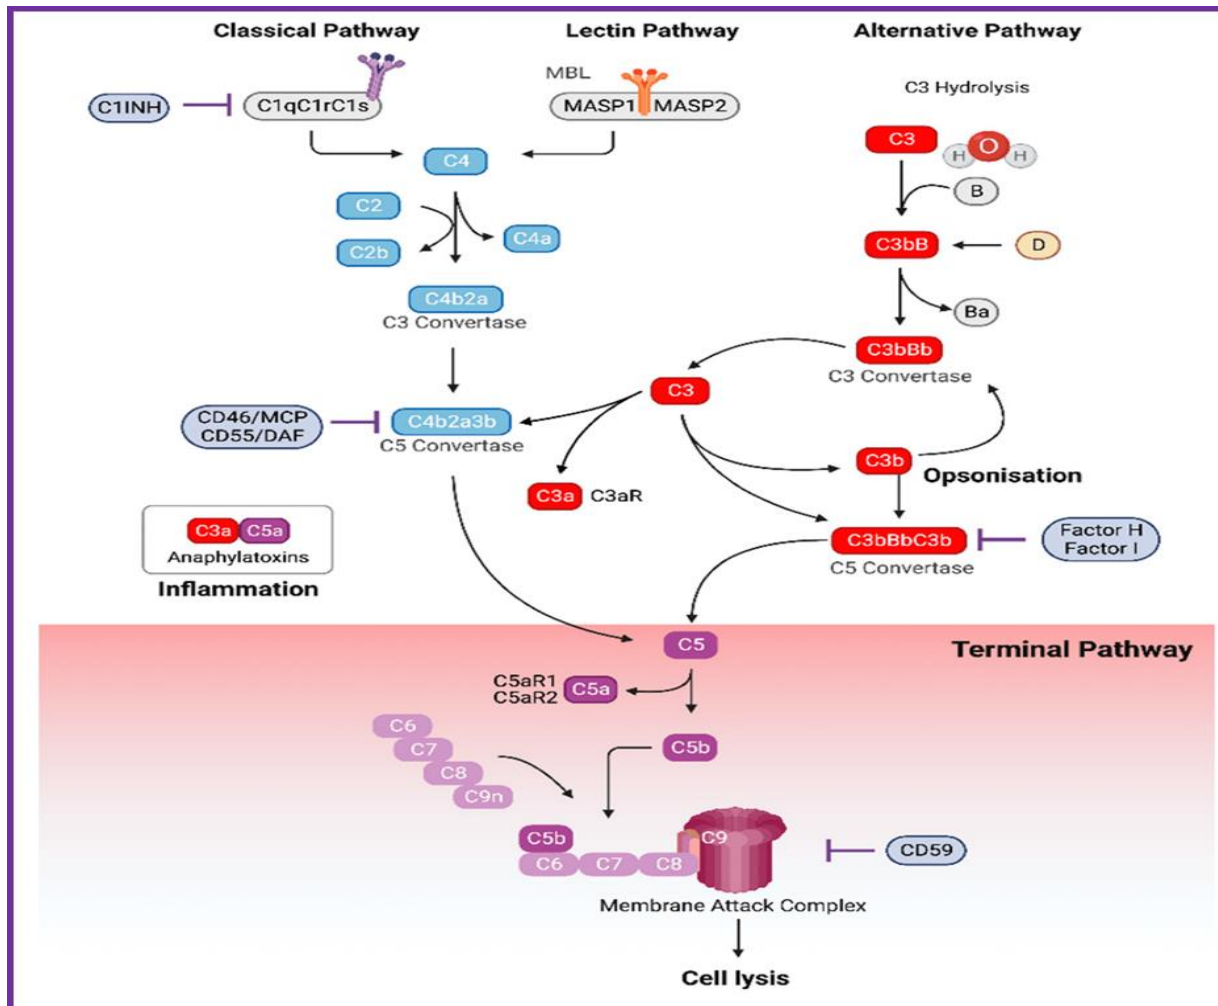 Classical Pathway
Lectin Pathway
Alternative Pathway
MBL
C3 Hydrolysis
C1INH
C1qC1rC1s
MASP1
MASP2
C3
H
O
H
C4
B
C2
C4a
C2b
C3bB
D
C4b2a
C3 Convertase
Ba
C3bBb
C3 Convertase
C3
CD46/MCP
CD55/DAF
C4b2a3b
C5 Convertase
C3b
Opsonisation
C3a
C3aR
C3a
C5a
Anaphylatoxins
Inflammation
C3bBbC3b
C5 Convertase
Factor H
Factor I
C5
Terminal Pathway
C5aR1
C5aR2
C5a
C6
C7
C8
C9n
C5b
C5b
C6
C7
C8
C9
CD59
Membrane Attack Complex
Cell lysis